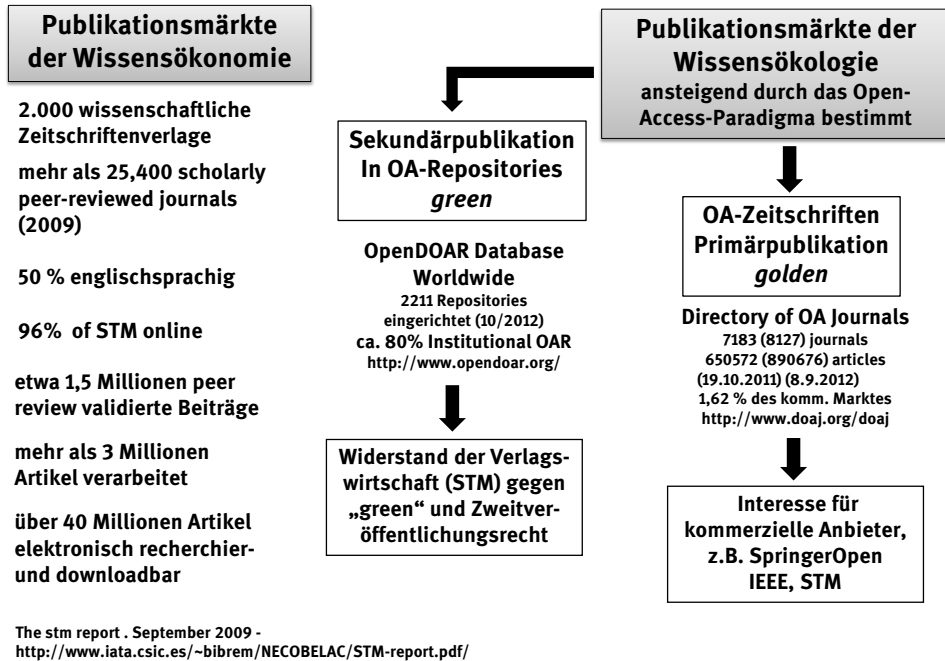 Publikationsmärkte
der Wissensökonomie
2.000 wissenschaftliche
Zeitschriftenverlage
mehr als 25,400 scholarly
peer-reviewed journals
(2009)
50 % englischsprachig
96% of STM online
etwa 1,5 Millionen peer
review validierte Beiträge
mehr als 3 Millionen
Artikel verarbeitet
über 40 Millionen Artikel
elektronisch recherchier-
und downloadbar
Publikationsmärkte der
Wissensökologie
ansteigend durch das Open-
Access-Paradigma bestimmt
Sekundärpublikation
In OA-Repositories
green
OpenDOAR Database
Worldwide
2211 Repositories
eingerichtet (10/2012)
ca. 80% Institutional OAR
http://www.opendoar.org/
Widerstand der Verlags-
wirtschaft (STM) gegen
„green“ und Zweitver-
öffentlichungsrecht
OA-Zeitschriften
Primärpublikation
golden
Directory of OA Journals
7183 (8127) journals
650572 (890676) articles
(19.10.2011) (8.9.2012)
1,62 % des komm. Marktes
http://www.doaj.org/doaj
Interesse für
kommerzielle Anbieter,
z.B. SpringerOpen
IEEE, STM
The stm report . September 2009 -
http://www.iata.csic.es/~bibrem/NECOBELAC/STM-report.pdf/